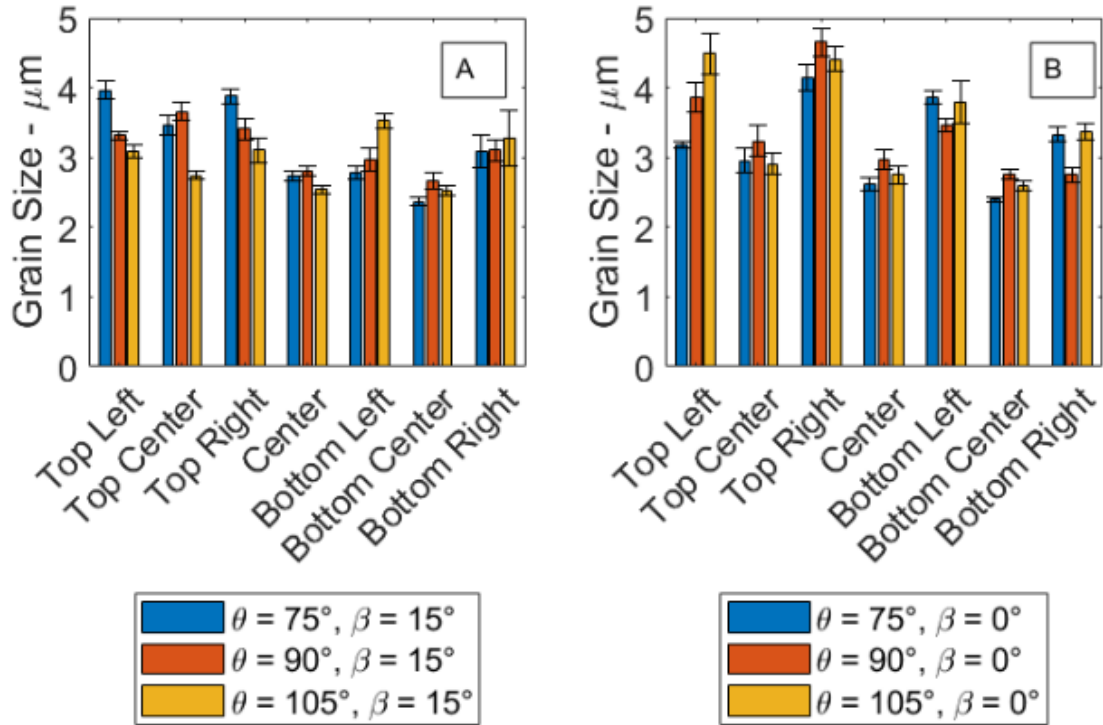 Grain Size - μm
5
4
3
2
1
0
A
Top Left
Top Center
Top Right
Center
Bottom Left
Bottom Center
Bottom Right
θ = 75°, β = 15°
θ = 90°, β = 15°
θ = 105°, β = 15°
Grain Size - μm
5
4
3
2
1
0
B
Top Left
Top Center
Top Right
Center
Bottom Left
Bottom Center
Bottom Right
θ = 75°, β = 0°
θ = 90°, β = 0°
θ = 105°, β = 0°